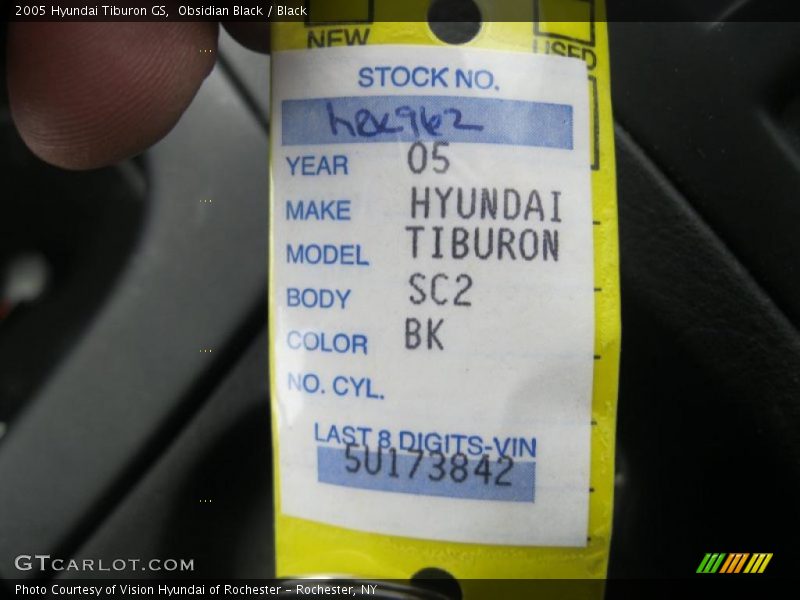 2005 Hyundai Tiburon GS, Obsidian Black / Black
NEW USED
STOCK NO.
YEAR 05
MAKE HYUNDAI
MODEL TIBURON
BODY SC2
COLOR BK
NO. CYL.
LAST 8 DIGITS-VIN
5U173842
GTCARLOT.COM
Photo Courtesy of Vision Hyundai of Rochester – Rochester, NY